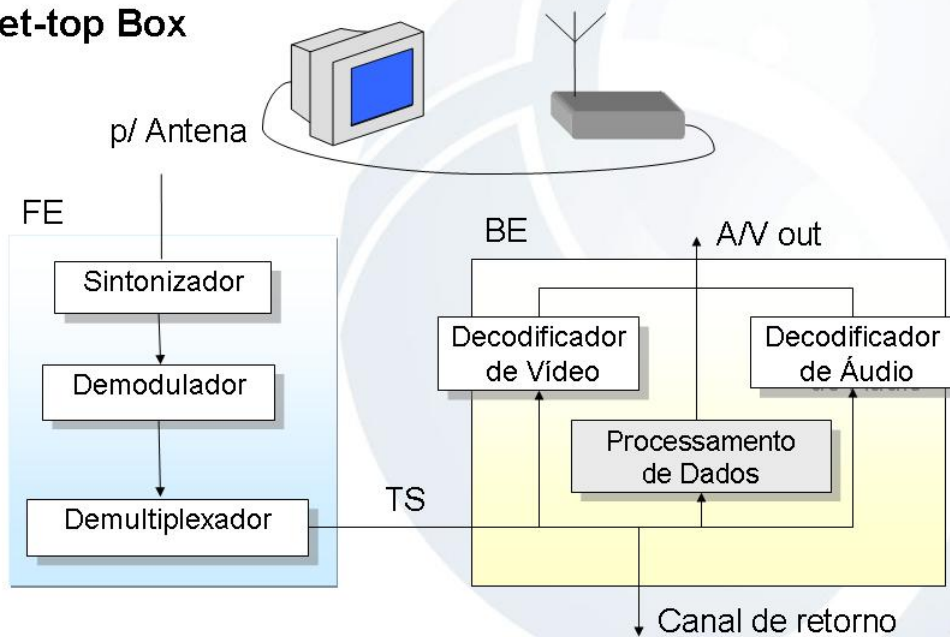 et-top Box
p/ Antena
FE
Sintonizador
Demodulador
Demultiplexador
TS
BE
A/V out
Decodificador
de Vídeo
Decodificador
de Áudio
Processamento
de Dados
Canal de retorno